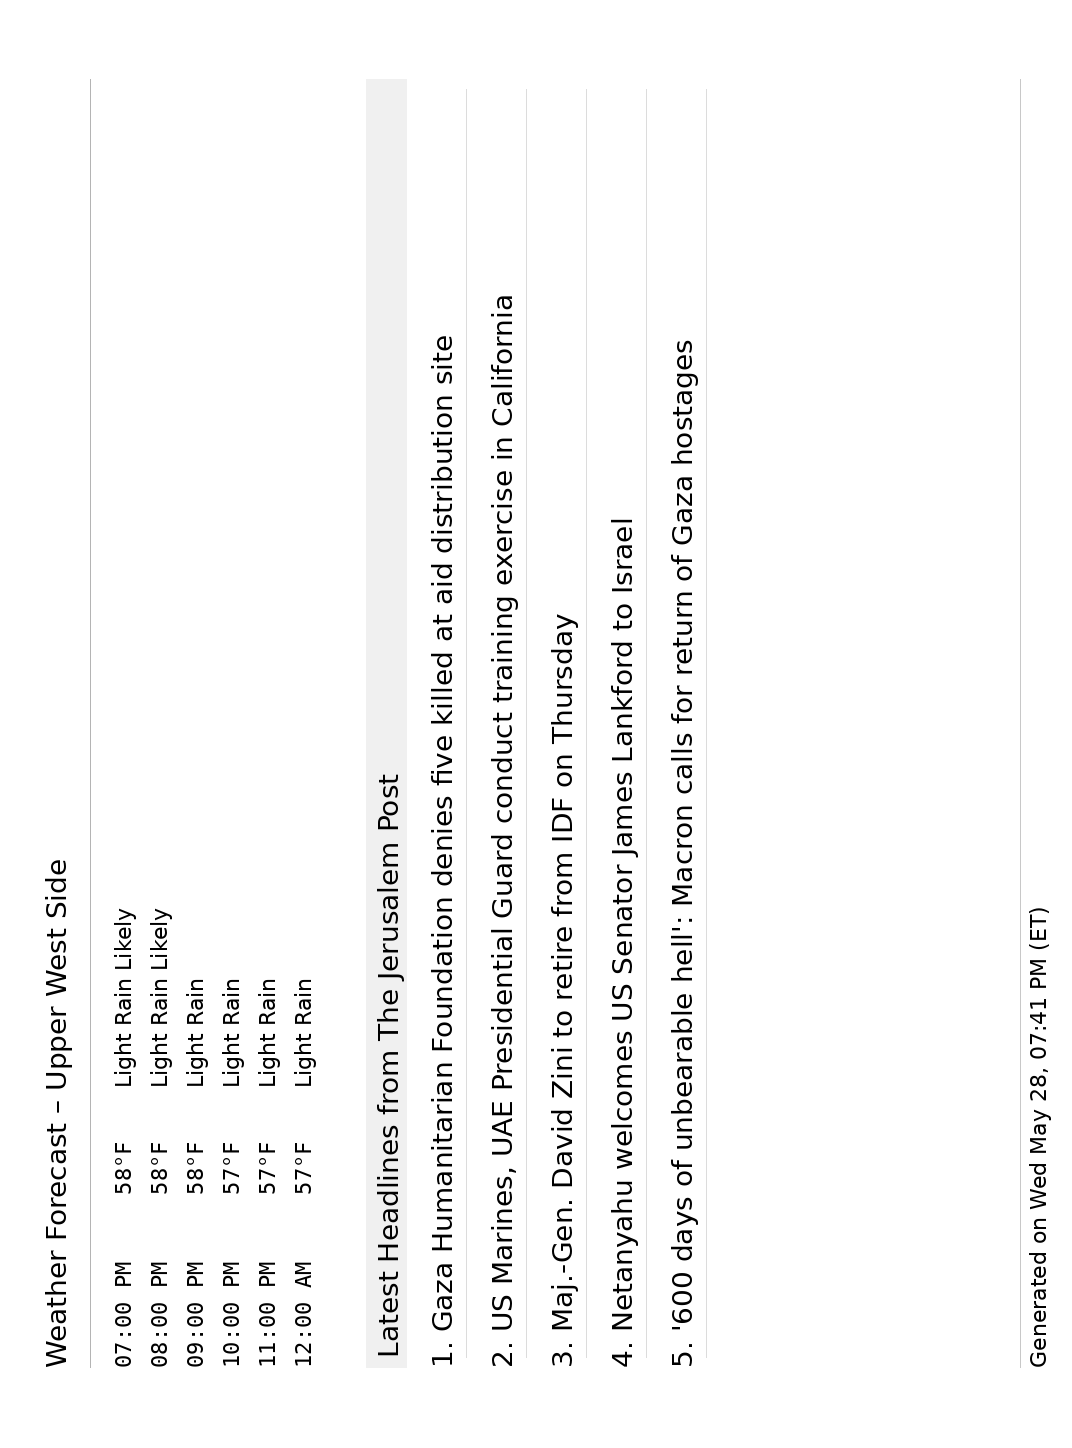 Weather Forecast – Upper West Side
07:00 PM 58°F Light Rain Likely
08:00 PM 58°F Light Rain Likely
09:00 PM 58°F Light Rain
10:00 PM 57°F Light Rain
11:00 PM 57°F Light Rain
12:00 AM 57°F Light Rain
Latest Headlines from The Jerusalem Post
1. Gaza Humanitarian Foundation denies five killed at aid distribution site
2. US Marines, UAE Presidential Guard conduct training exercise in California
3. Maj.-Gen. David Zini to retire from IDF on Thursday
4. Netanyahu welcomes US Senator James Lankford to Israel
5. '600 days of unbearable hell': Macron calls for return of Gaza hostages
Generated on Wed May 28, 07:41 PM (ET)